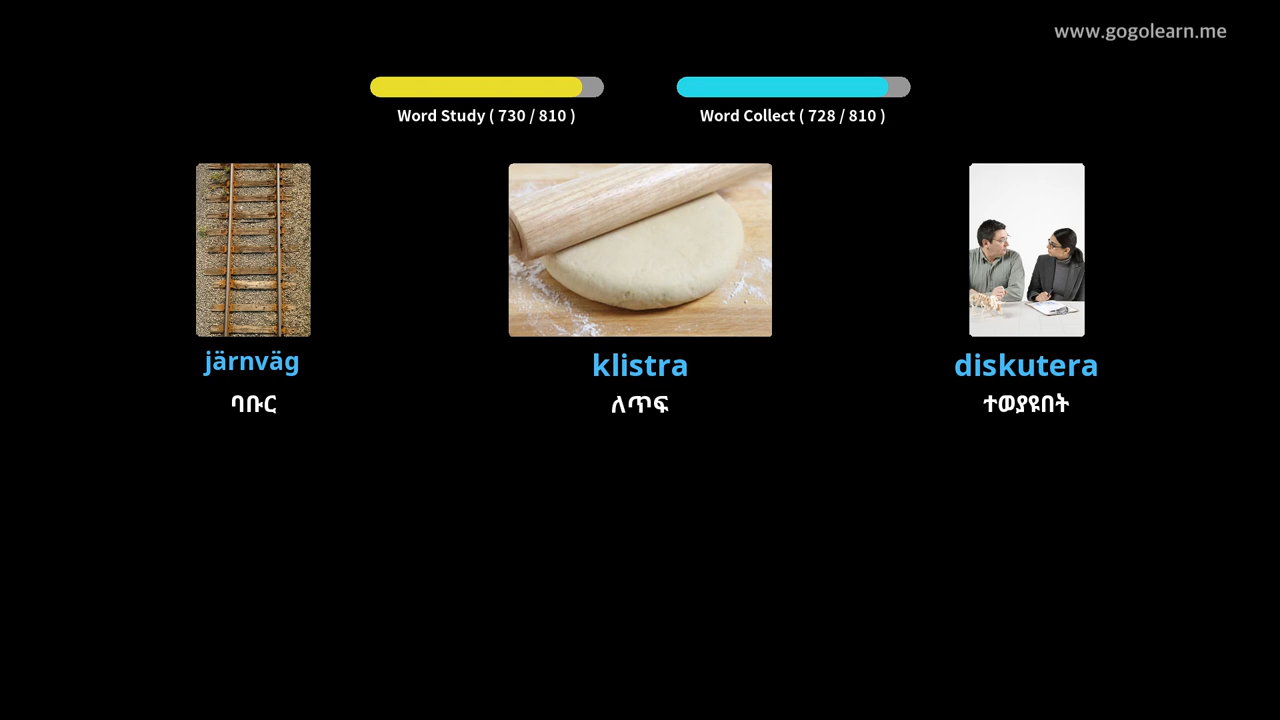 www.gogolearn.me
Word Study ( 730 / 810 )
Word Collect ( 728 / 810 )
järnväg
klistra
diskutera
ባቡር
ለጥፍ
ተወያዩበት